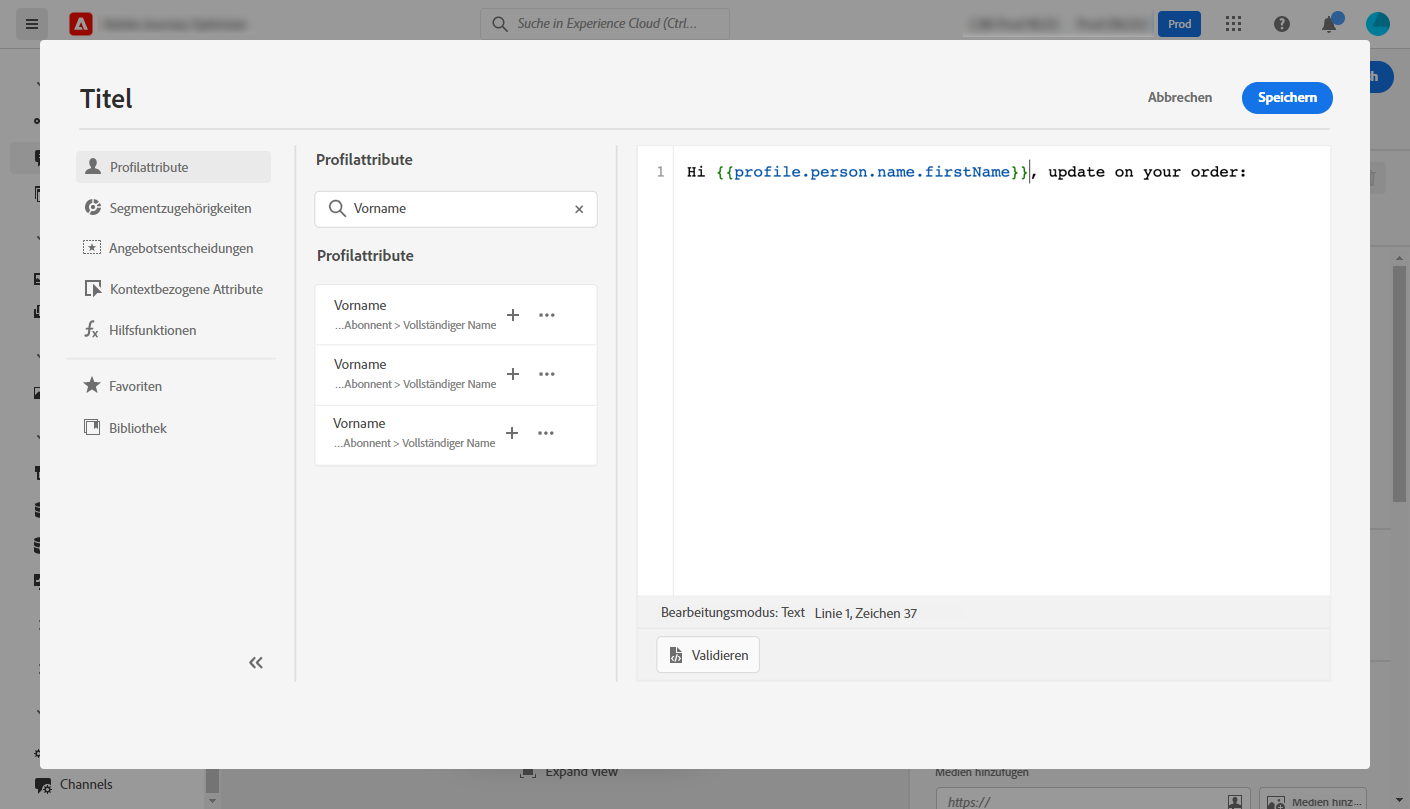 Suche in Experience Cloud (Ctrl...
Prod
Titel
Abbrechen
Speichern
Profilattribute
Segmentzugehörigkeiten
Angebotsentscheidungen
Kontextbezogene Attribute
Hilfsfunktionen
Favoriten
Bibliothek
Profilattribute
Vorname
Profilattribute
Vorname
...Abonnent > Vollständiger Name
Vorname
...Abonnent > Vollständiger Name
Vorname
...Abonnent > Vollständiger Name
1 Hi {{profile.person.name.firstName}}, update on your order:
Bearbeitungsmodus: Text Linie 1, Zeichen 37
Validieren
Channels
Expand view
Medien hinzufügen
https://
Medien hinz...